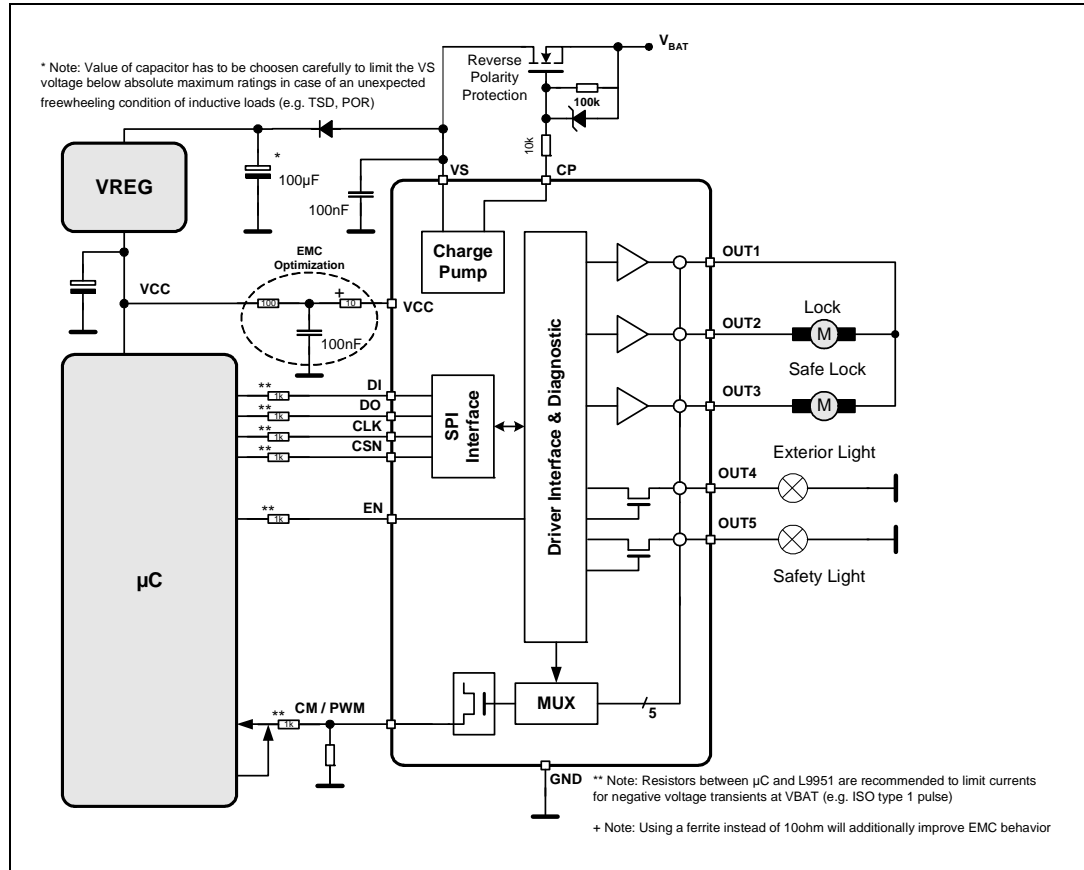 * Note: Value of capacitor has to be choosen carefully to limit the VS
voltage below absolute maximum ratings in case of an unexpected
freewheeling condition of inductive loads (e.g. TSD, POR)
Reverse
Polarity
Protection
VBAT
100k
10k
VS
CP
*
100µF
100nF
VREG
Charge
Pump
EMC
Optimization
VCC
100
+
10
VCC
100nF
OUT1
Lock
OUT2
M
Safe Lock
OUT3
M
** 1k DI
** 1k DO
** 1k CLK
** 1k CSN
SPI
Interface
Driver Interface & Diagnostic
Exterior Light
OUT4
** 1k EN
OUT5
Safety Light
µC
** 1k CM / PWM
MUX
5
GND
** Note: Resistors between µC and L9951 are recommended to limit currents
for negative voltage transients at VBAT (e.g. ISO type 1 pulse)
+ Note: Using a ferrite instead of 10ohm will additionally improve EMC behavior